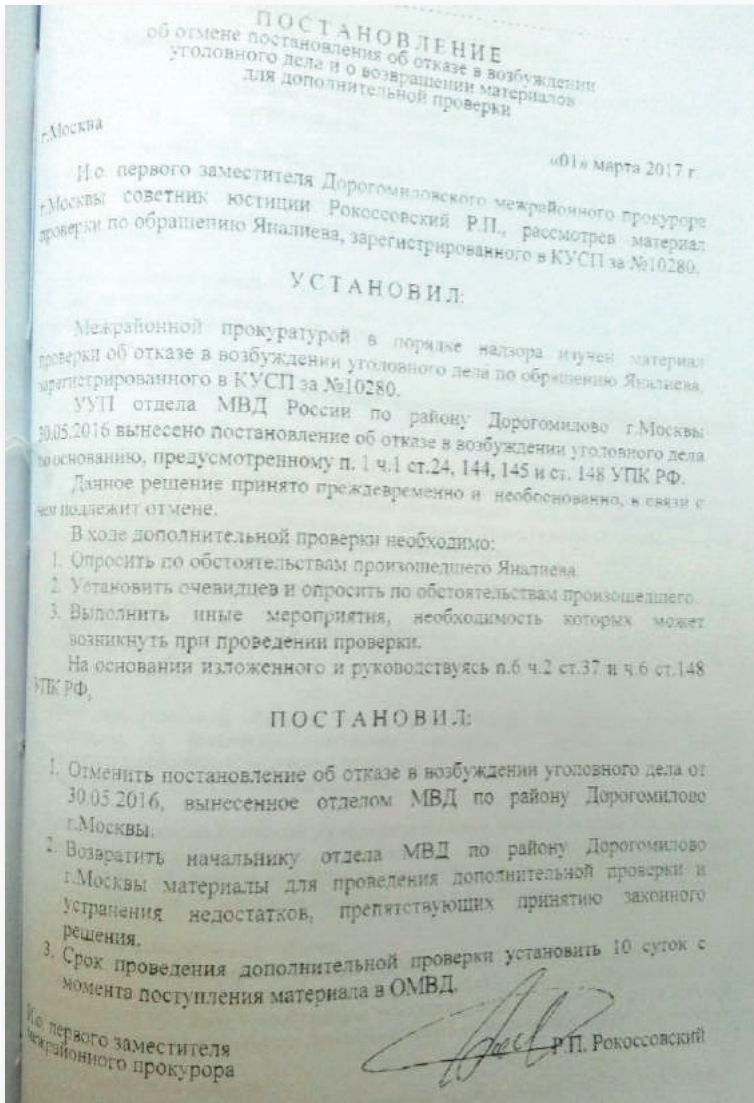 ПОСТАНОВЛЕНИЕ
об отмене постановления об отказе в возбуждении
уголовного дела и о возвращении материалов
для дополнительной проверки
г.Москва
«01» марта 2017 г.
И.о. первого заместителя Дорогомиловского межрайонного прокурора
г.Москвы советник юстиции Рокоссовский Р.П., рассмотрев материал
проверки по обращению Яналиева, зарегистрированного в КУСП за №10280.
УСТАНОВИЛ:
Межрайонной прокуратурой в порядке надзора изучен материал
проверки об отказе в возбуждении уголовного дела по обращению Яналиева,
зарегистрированного в КУСП за №10280.
УУП отдела МВД России по району Дорогомилово г.Москвы
30.05.2016 вынесено постановление об отказе в возбуждении уголовного дела
по основанию, предусмотренному п. 1 ч.1 ст.24, 144, 145 и ст. 148 УПК РФ.
Данное решение принято преждевременно и необоснованно, в связи с
чем подлежит отмене.
В ходе дополнительной проверки необходимо:
1. Опросить по обстоятельствам произошедшего Яналиева.
2. Установить очевидцев и опросить по обстоятельствам произошедшего.
3. Выполнить иные мероприятия, необходимость которых может
возникнуть при проведении проверки.
На основании изложенного и руководствуясь п.6 ч.2 ст.37 и ч.6 ст.148
УПК РФ,
ПОСТАНОВИЛ:
1. Отменить постановление об отказе в возбуждении уголовного дела от
30.05.2016, вынесенное отделом МВД по району Дорогомилово
г.Москвы.
2. Возвратить начальнику отдела МВД по району Дорогомилово
г.Москвы материалы для проведения дополнительной проверки и
устранения недостатков, препятствующих принятию законного
решения.
3. Срок проведения дополнительной проверки установить 10 суток с
момента поступления материала в ОМВД.
И.о. первого заместителя
межрайонного прокурора
Р.П. Рокоссовский